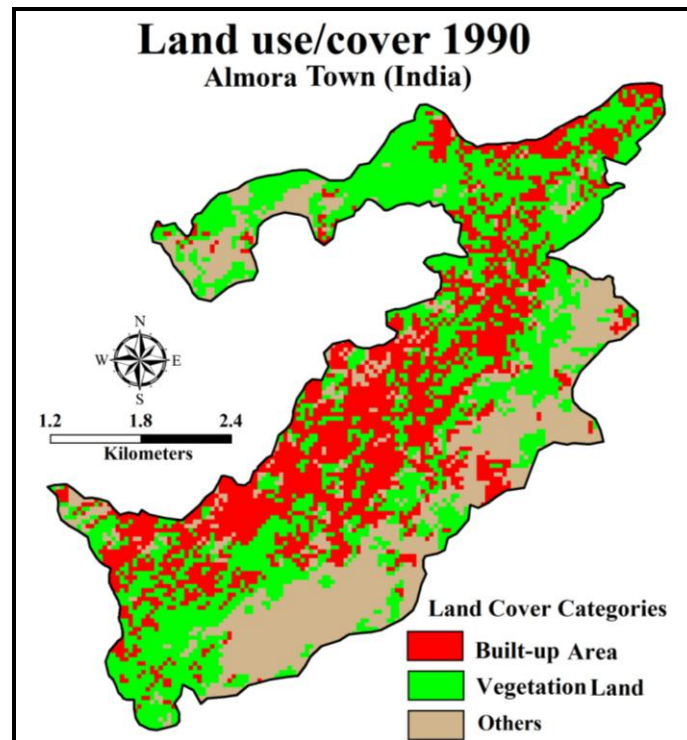 Land use/cover 1990
Almora Town (India)
N
W E
S
1.2 1.8 2.4
Kilometers
Land Cover Categories
Built-up Area
Vegetation Land
Others